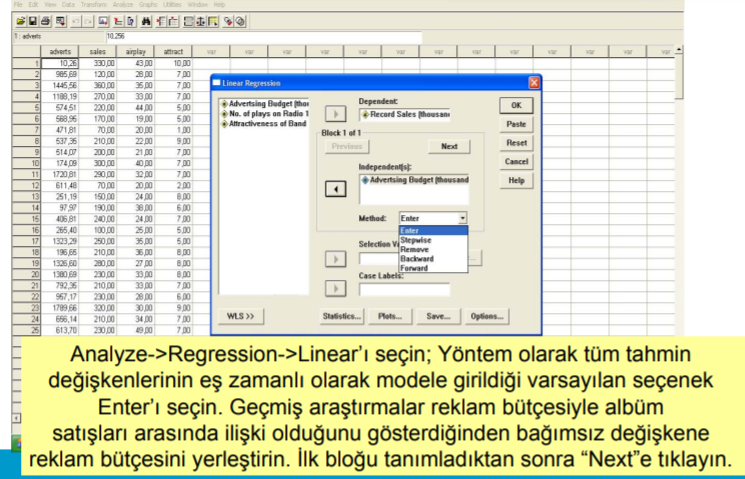 File Edit View Data Transform Analyze Graphs Utilities Window Help
1 : adverts 10,256
adverts sales airplay attract var var var var var var var var var var var var
1 10,26 330,00 43,00 10,00
2 985,69 120,00 28,00 7,00
3 1445,56 360,00 35,00 7,00
4 1188,19 270,00 33,00 7,00
5 574,51 220,00 44,00 5,00
6 568,95 170,00 19,00 5,00
7 471,81 70,00 20,00 1,00
8 537,35 210,00 22,00 9,00
9 514,07 200,00 21,00 7,00
10 174,09 300,00 40,00 7,00
11 1720,81 290,00 32,00 7,00
12 611,48 70,00 20,00 2,00
13 251,19 150,00 24,00 8,00
14 97,97 190,00 38,00 6,00
15 406,81 240,00 24,00 7,00
16 265,40 100,00 25,00 5,00
17 1323,29 250,00 35,00 5,00
18 196,65 210,00 36,00 8,00
19 1326,60 280,00 27,00 8,00
20 1380,69 230,00 33,00 8,00
21 792,35 210,00 33,00 7,00
22 957,17 230,00 28,00 6,00
23 1789,66 320,00 30,00 9,00
24 656,14 210,00 34,00 7,00
25 613,70 230,00 49,00 7,00
Linear Regression
Advertsing Budget (thou
No. of plays on Radio 1
Attractiveness of Band
Dependent:
Record Sales (thousan
Block 1 of 1
Previous Next
Independent(s):
Advertsing Budget (thousand
Method: Enter
Enter
Stepwise
Remove
Backward
Forward
Selection Va
Case Labels:
OK
Paste
Reset
Cancel
Help
WLS >> Statistics... Plots... Save... Options...
Analyze->Regression->Linear’ı seçin; Yöntem olarak tüm tahmin
değişkenlerinin eş zamanlı olarak modele girildiği varsayılan seçenek
Enter’ı seçin. Geçmiş araştırmalar reklam bütçesiyle albüm
satışları arasında ilişki olduğunu gösterdiğinden bağımsız değişkene
reklam bütçesini yerleştirin. İlk bloğu tanımladıktan sonra “Next”e tıklayın.